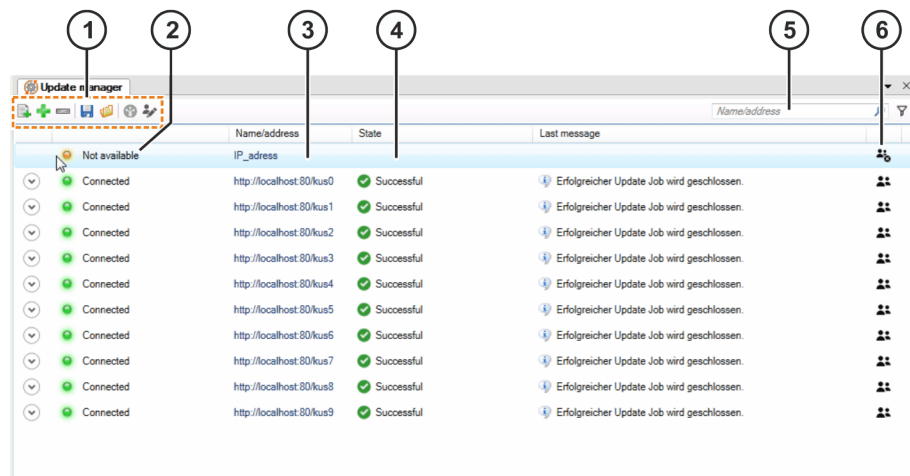 1 2 3 4 5 6
Update manager
Name/address
Name/address State Last message
Not available IP_adress
Connected http://localhost:80/kus0 Successful Erfolgreicher Update Job wird geschlossen.
Connected http://localhost:80/kus1 Successful Erfolgreicher Update Job wird geschlossen.
Connected http://localhost:80/kus2 Successful Erfolgreicher Update Job wird geschlossen.
Connected http://localhost:80/kus3 Successful Erfolgreicher Update Job wird geschlossen.
Connected http://localhost:80/kus4 Successful Erfolgreicher Update Job wird geschlossen.
Connected http://localhost:80/kus5 Successful Erfolgreicher Update Job wird geschlossen.
Connected http://localhost:80/kus6 Successful Erfolgreicher Update Job wird geschlossen.
Connected http://localhost:80/kus7 Successful Erfolgreicher Update Job wird geschlossen.
Connected http://localhost:80/kus8 Successful Erfolgreicher Update Job wird geschlossen.
Connected http://localhost:80/kus9 Successful Erfolgreicher Update Job wird geschlossen.